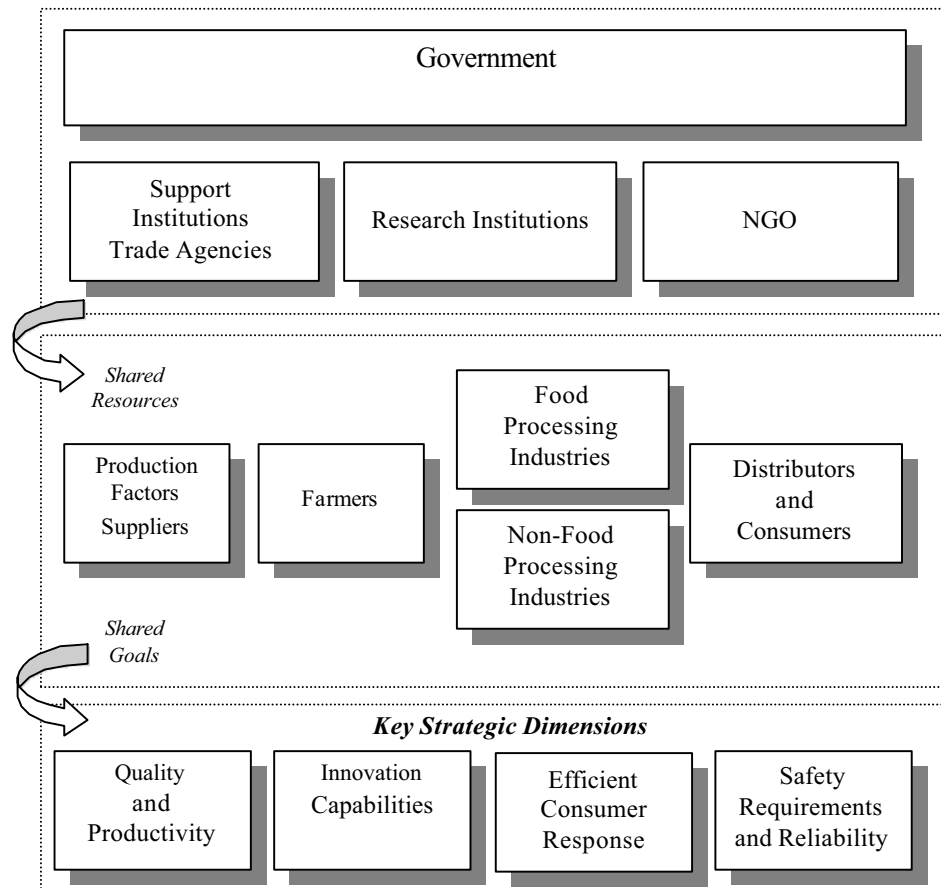 Government
Support
Institutions
Trade Agencies
Research Institutions
NGO
Shared
Resources
Production
Factors
Suppliers
Farmers
Food
Processing
Industries
Non-Food
Processing
Industries
Distributors
and
Consumers
Shared
Goals
Key Strategic Dimensions
Quality
and
Productivity
Innovation
Capabilities
Efficient
Consumer
Response
Safety
Requirements
and Reliability